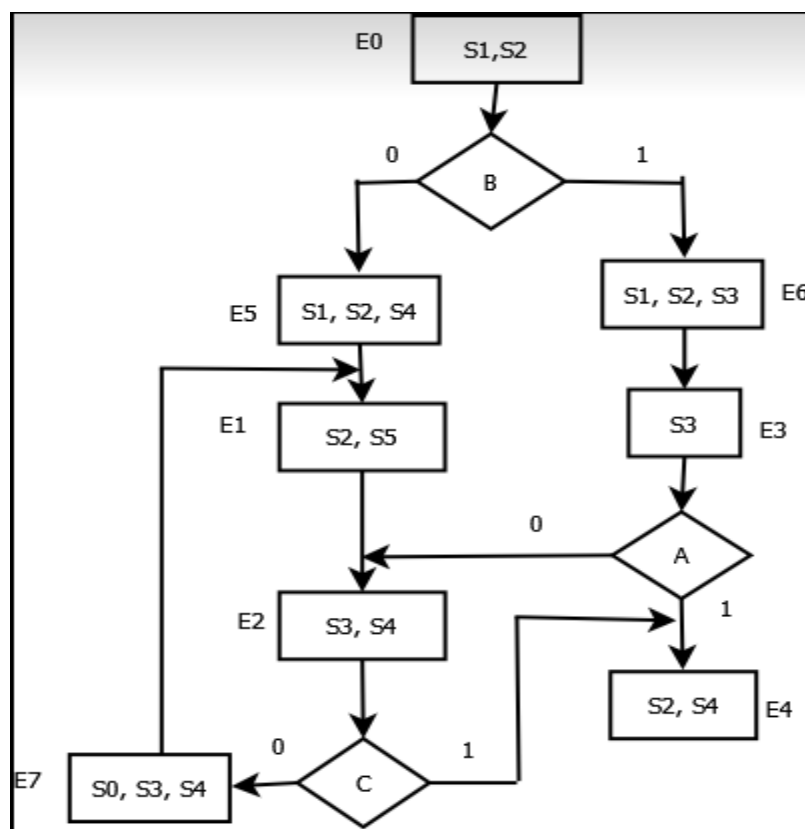 E0
S1,S2
0
1
B
E5
S1, S2, S4
S1, S2, S3
E6
E1
S2, S5
S3
E3
0
A
E2
S3, S4
1
S2, S4
E4
E7
S0, S3, S4
0
C
1